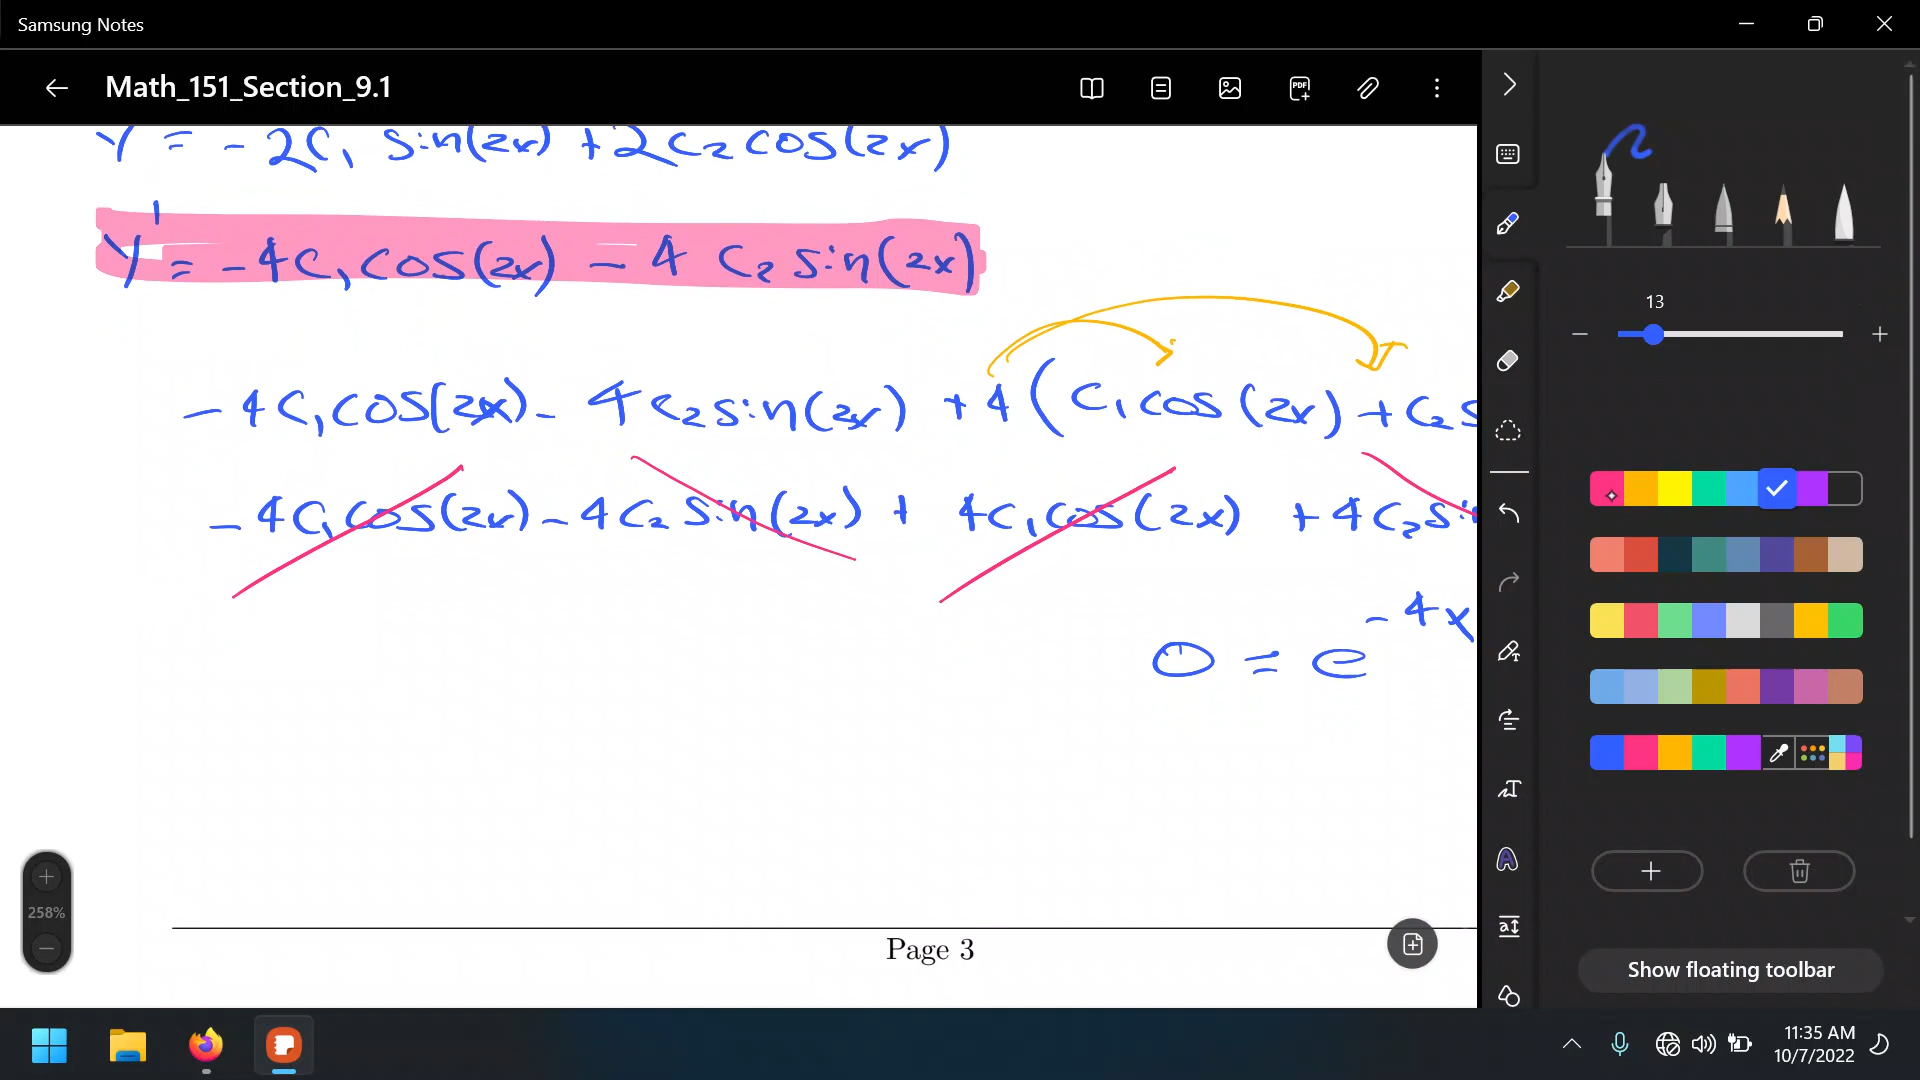 Samsung Notes
Math_151_Section_9.1
Y = - 2C₁ sin(2x) + 2C₂ cos(2x)
Y' = -4C₁ cos(2x) - 4 C₂ sin(2x)
- 4C₁cos(2x) - 4C₂sin(2x) + 4(C₁cos(2x) + C₂s
- 4C₁cos(2x) - 4C₂ sin(2x) + 4C₁cos(2x) + 4C₂si
0 = e^-4x
Page 3
258%
13
PDF
Show floating toolbar
11:35 AM
10/7/2022